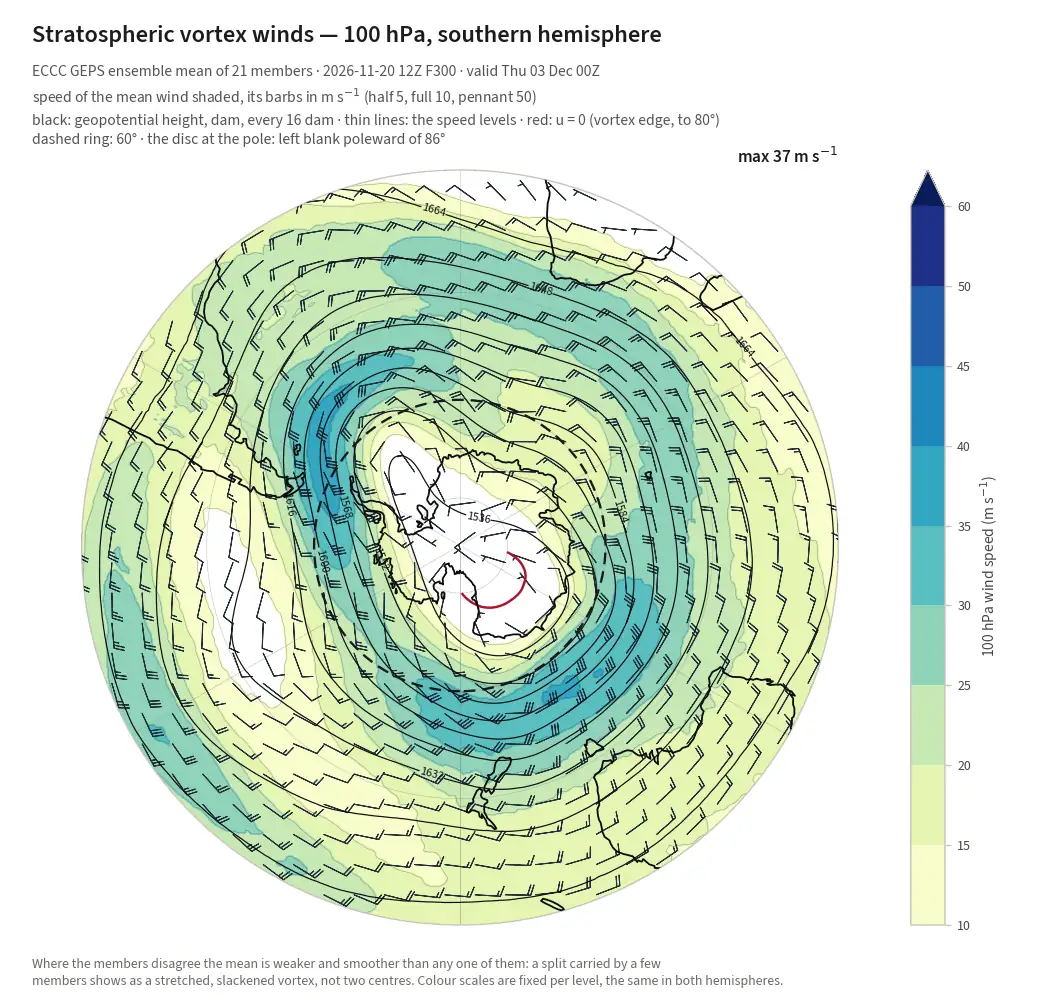 Stratospheric vortex winds — 100 hPa, southern hemisphere
ECCC GEPS ensemble mean of 21 members · 2026-11-20 12Z F300 · valid Thu 03 Dec 00Z
speed of the mean wind shaded, its barbs in m s⁻¹ (half 5, full 10, pennant 50)
black: geopotential height, dam, every 16 dam · thin lines: the speed levels · red: u = 0 (vortex edge, to 80°)
dashed ring: 60° · the disc at the pole: left blank poleward of 86°
max 37 m s⁻¹
1664
1648
1664
1616
1568
1536
1584
1600
1632
60
50
45
40
35
30
25
20
15
10
100 hPa wind speed (m s⁻¹)
Where the members disagree the mean is weaker and smoother than any one of them: a split carried by a few
members shows as a stretched, slackened vortex, not two centres. Colour scales are fixed per level, the same in both hemispheres.